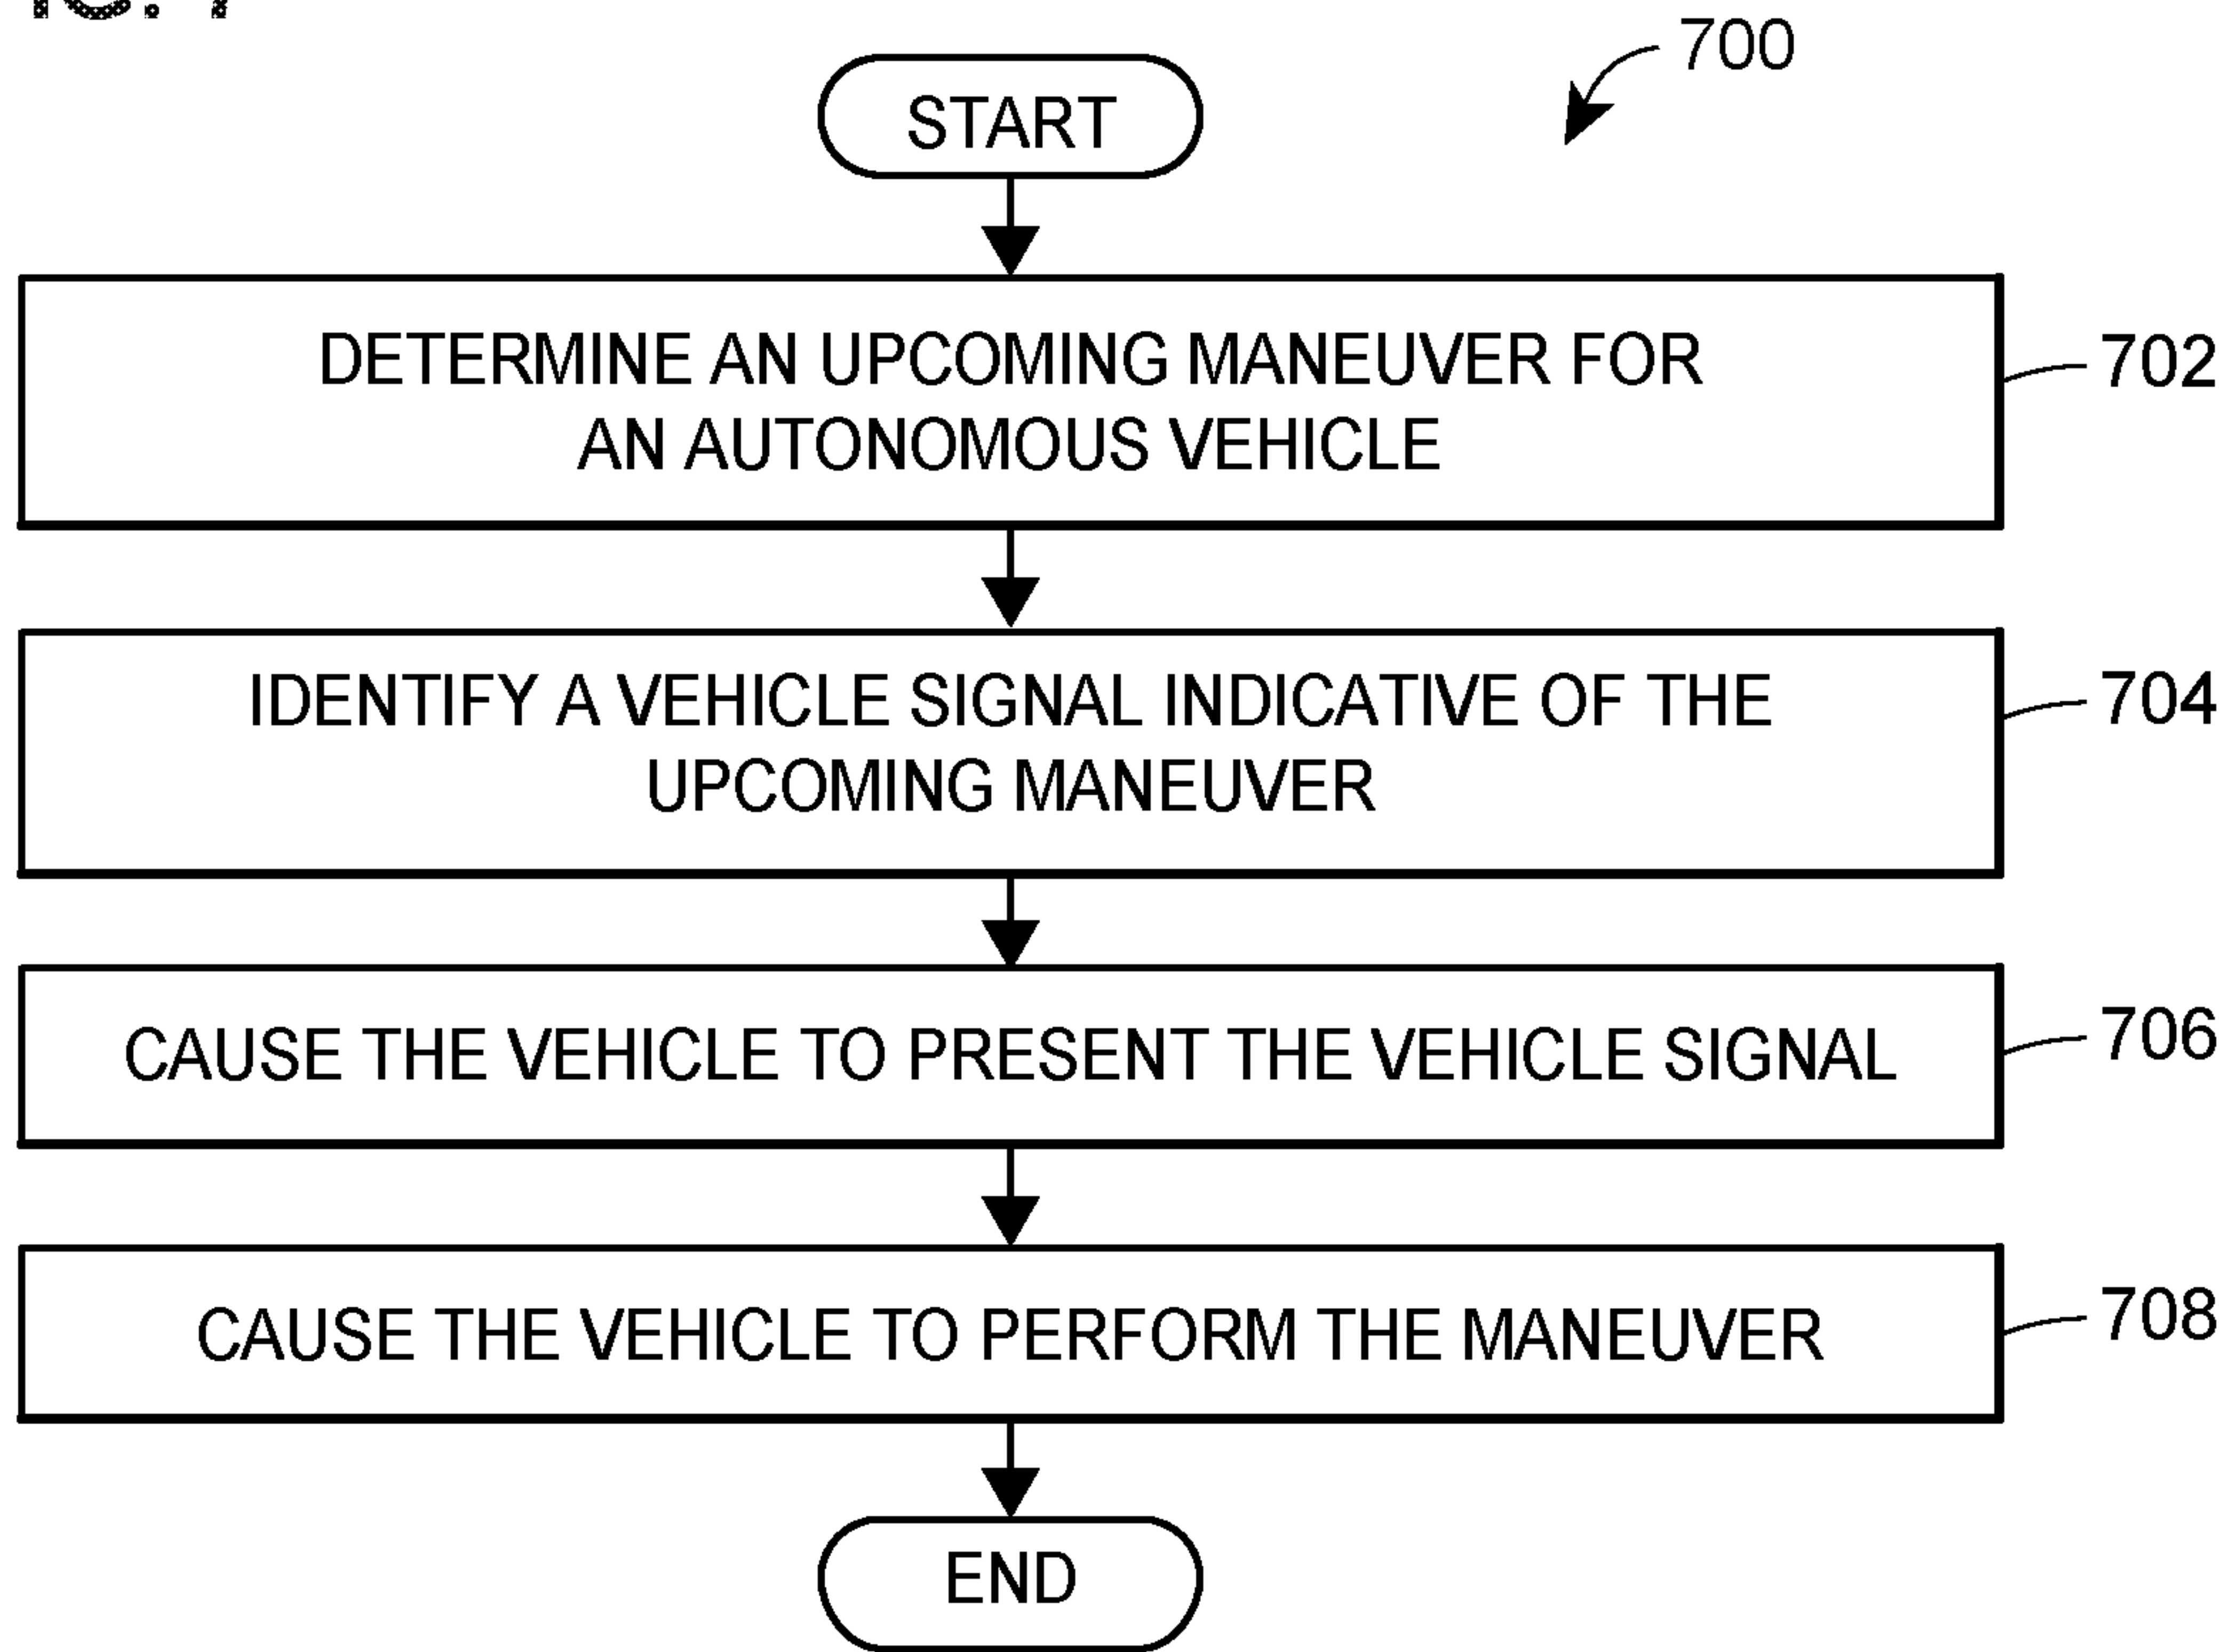 700
START
DETERMINE AN UPCOMING MANEUVER FOR
AN AUTONOMOUS VEHICLE
702
IDENTIFY A VEHICLE SIGNAL INDICATIVE OF THE
UPCOMING MANEUVER
704
CAUSE THE VEHICLE TO PRESENT THE VEHICLE SIGNAL
706
CAUSE THE VEHICLE TO PERFORM THE MANEUVER
708
END